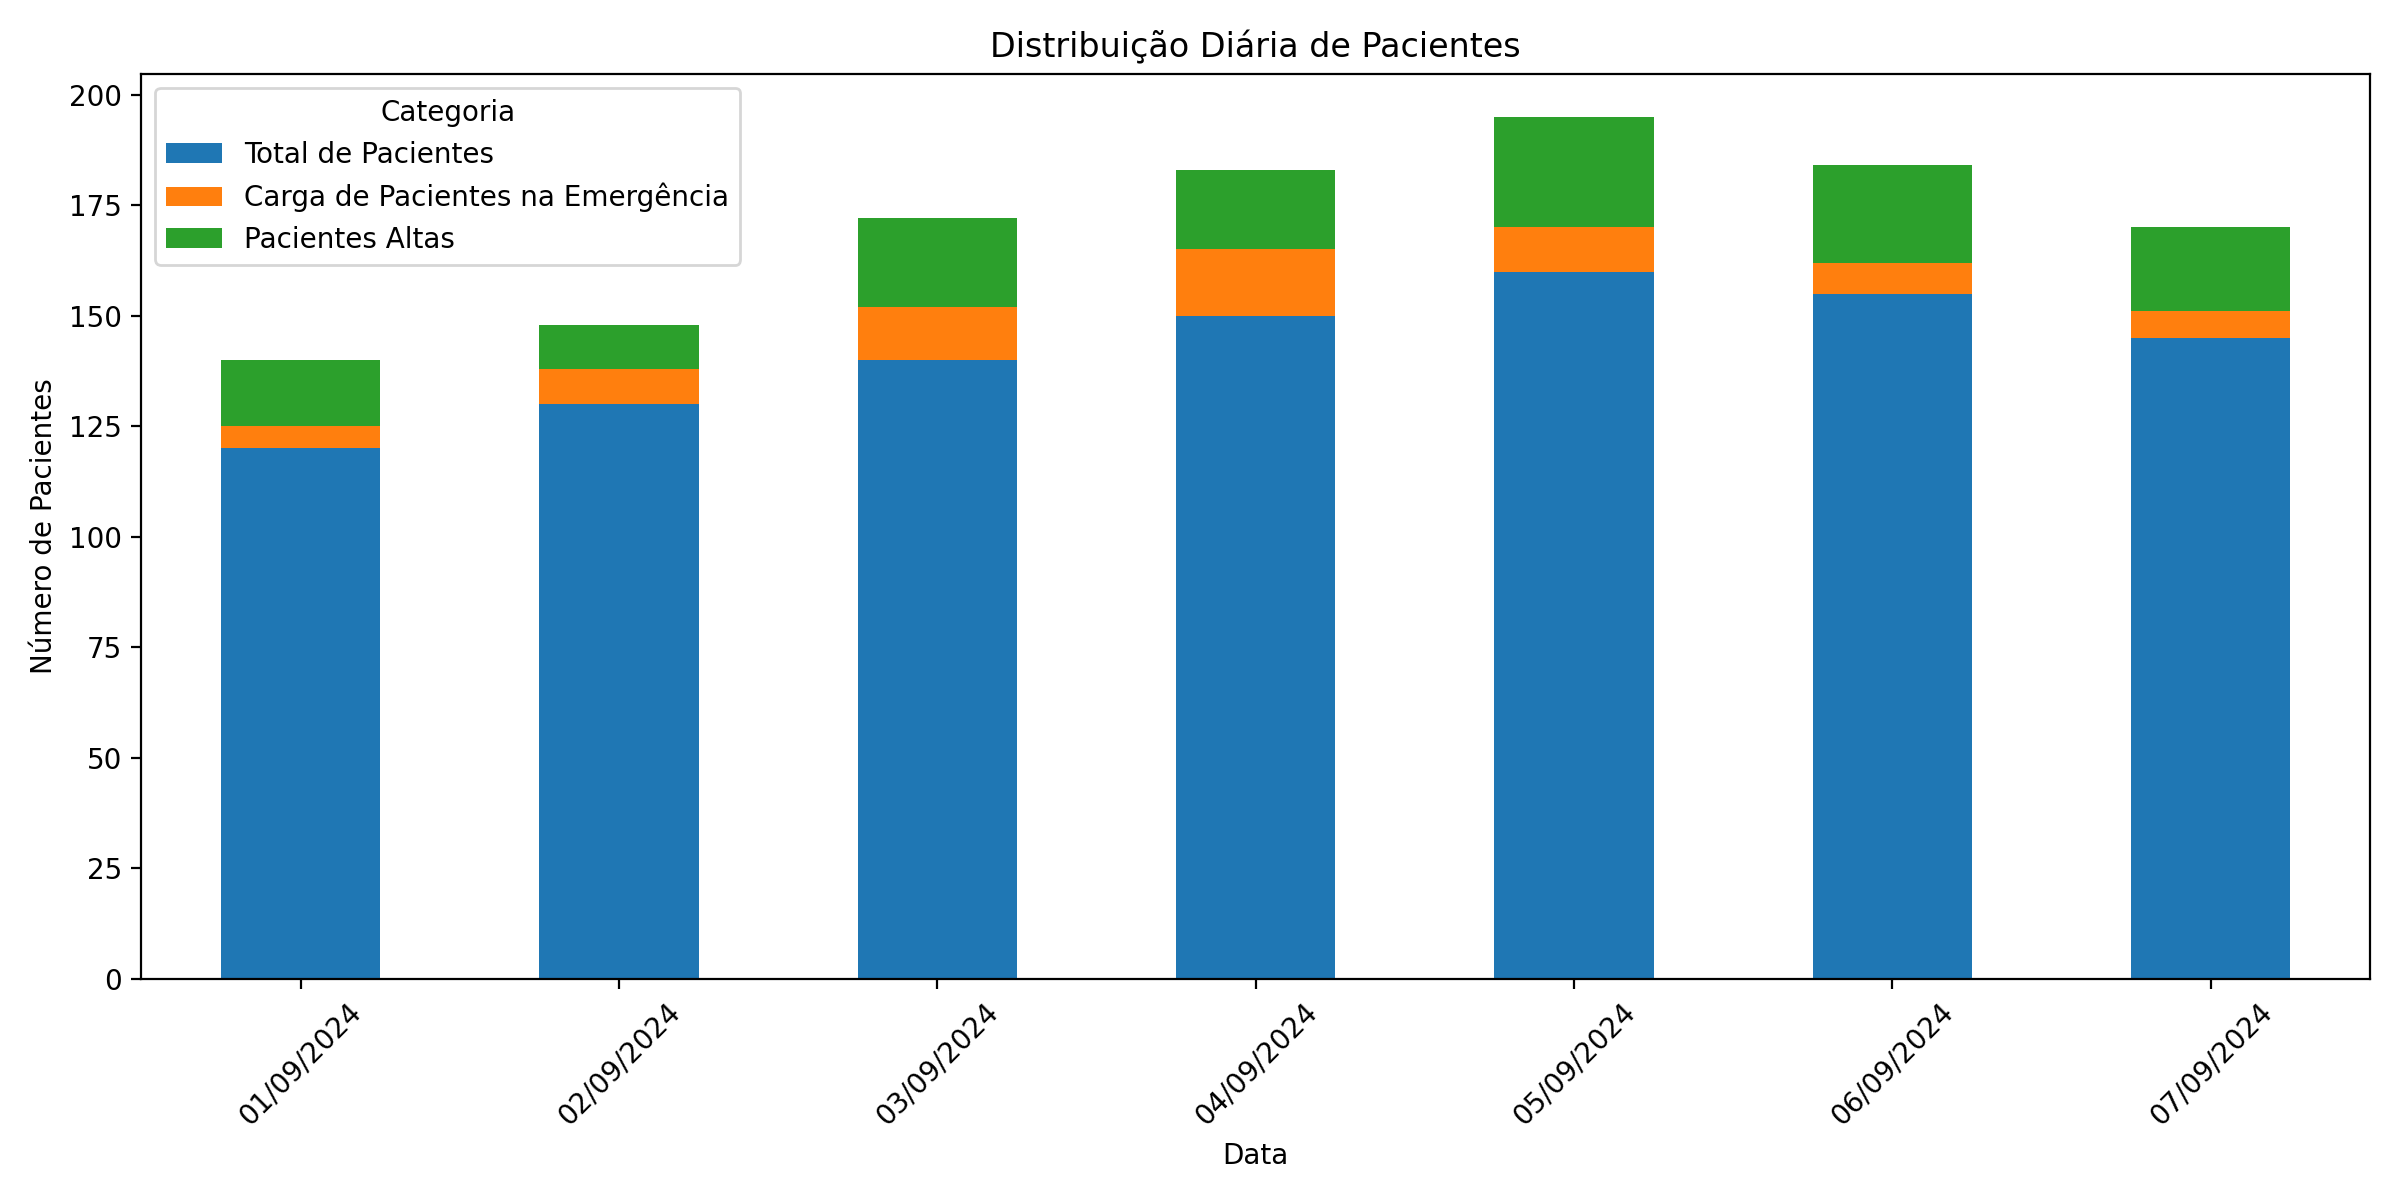 Distribuição Diária de Pacientes
Categoria
Total de Pacientes
Carga de Pacientes na Emergência
Pacientes Altas
Número de Pacientes
200
175
150
125
100
75
50
25
0
01/09/2024
02/09/2024
03/09/2024
04/09/2024
05/09/2024
06/09/2024
07/09/2024
Data